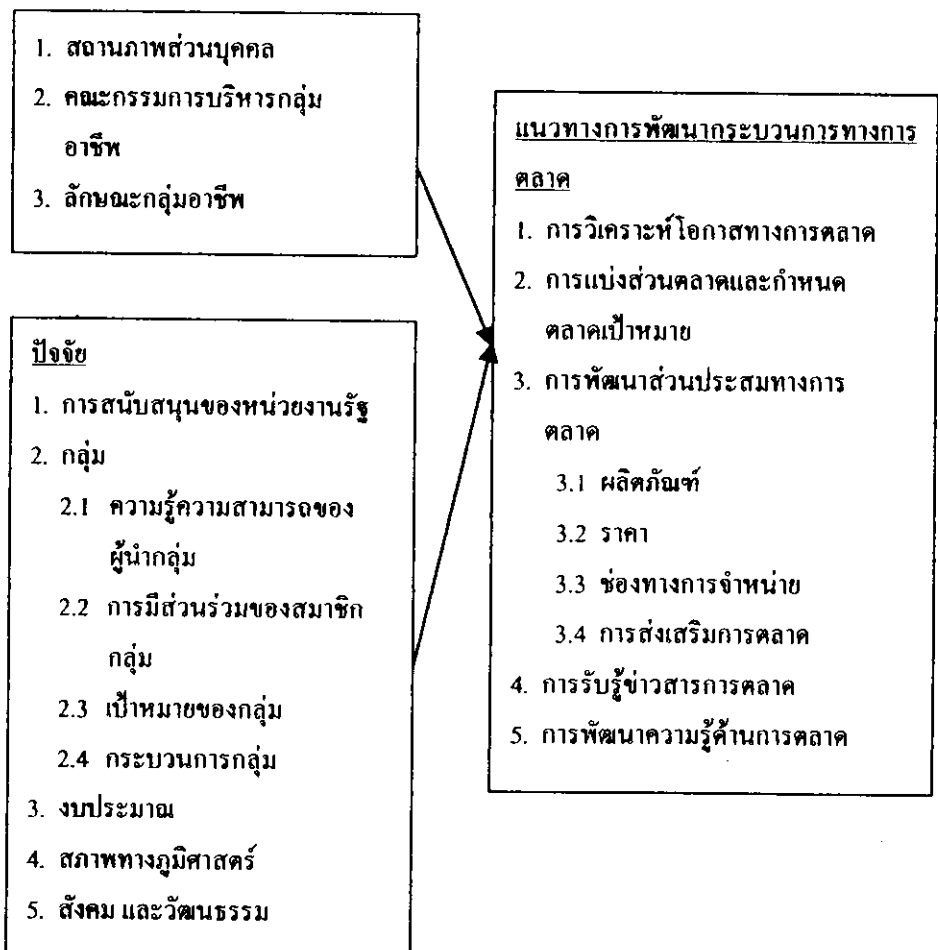 1. สถานภาพส่วนบุคคล
2. คณะกรรมการบริหารกลุ่ม
อาชีพ
3. ลักษณะกลุ่มอาชีพ
ปัจจัย
1. การสนับสนุนของหน่วยงานรัฐ
2. กลุ่ม
2.1 ความรู้ความสามารถของ
ผู้นำกลุ่ม
2.2 การมีส่วนร่วมของสมาชิก
กลุ่ม
2.3 เป้าหมายของกลุ่ม
2.4 กระบวนการกลุ่ม
3. งบประมาณ
4. สภาพทางภูมิศาสตร์
5. สังคม และวัฒนธรรม
แนวทางการพัฒนากระบวนการทางการ
ตลาด
1. การวิเคราะห์โอกาสทางการตลาด
2. การแบ่งส่วนตลาดและกำหนด
ตลาดเป้าหมาย
3. การพัฒนาส่วนประสมทางการ
ตลาด
3.1 ผลิตภัณฑ์
3.2 ราคา
3.3 ช่องทางการจำหน่าย
3.4 การส่งเสริมการตลาด
4. การรับรู้ข่าวสารการตลาด
5. การพัฒนาความรู้ด้านการตลาด